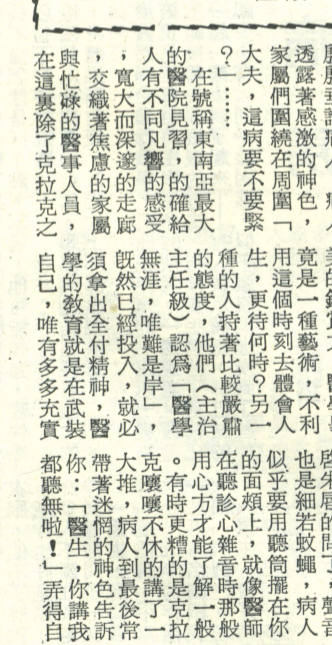 透露著感激的神色，
家屬們圍繞在周圍「
大夫，這病要不要緊
？」……
在號稱東南亞最大
的醫院見習，的確給
人有不同凡響的感受
，寬大而深邃的走廊
，交織著焦慮的家屬
與忙碌的醫事人員，
在這裏除了克拉克之
竟是一種藝術，不利
用這個時刻去體會人
生，更待何時？另一
種的人持著比較嚴肅
的態度，他們（主治
主任級）認為「醫學
無涯，唯難是岸」，
既然已經投入，就必
須拿出全付精神，醫
學的敎育就是在武裝
自己，唯有多多充實
也是細若蚊蠅，病人
似乎要用聽筒擺在你
的面頰上，就像醫師
在聽診心雜音時那般
用心方才能了解一般
。有時更糟的是克拉
克嚷嚷不休的講了一
大堆，病人到最後常
帶著迷惘的神色告訴
你：「醫生，你講我
都聽無啦！」弄得自